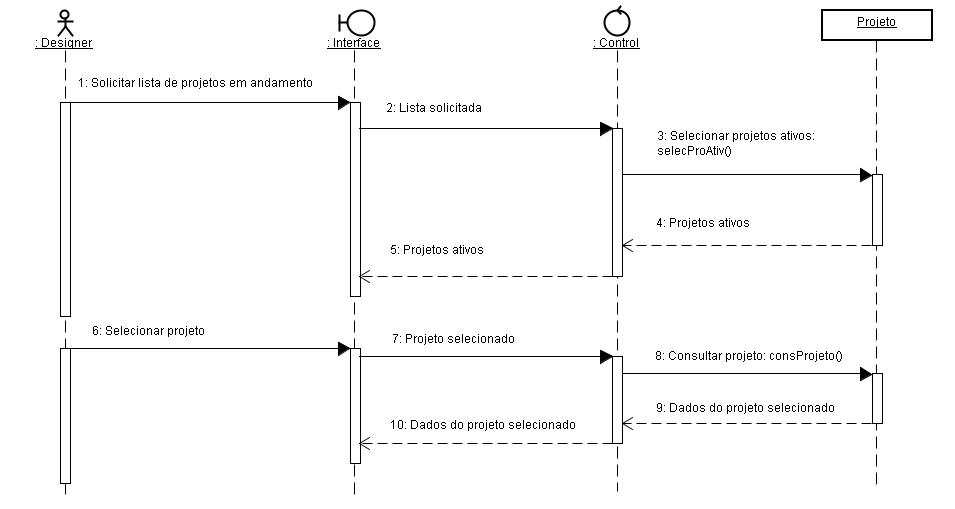 : Designer
: Interface
: Control
Projeto
1: Solicitar lista de projetos em andamento
2: Lista solicitada
3: Selecionar projetos ativos:
selecProAtiv()
4: Projetos ativos
5: Projetos ativos
6: Selecionar projeto
7: Projeto selecionado
8: Consultar projeto: consProjeto()
9: Dados do projeto selecionado
10: Dados do projeto selecionado